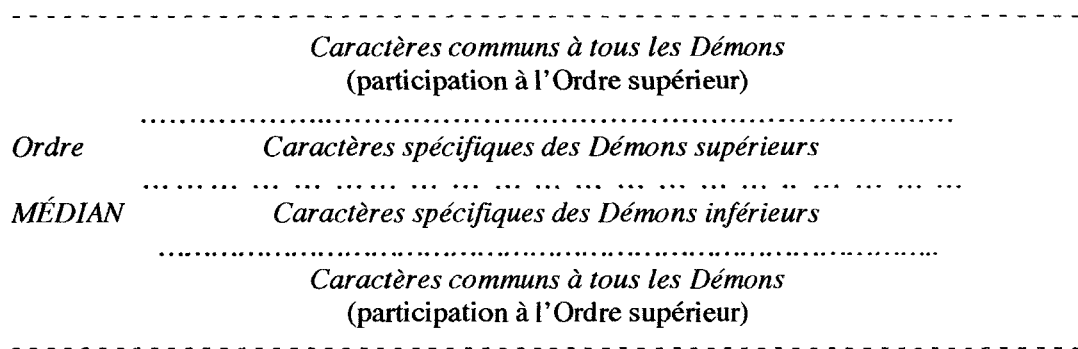 Caractères communs à tous les Démons
(participation à l'Ordre supérieur)
Ordre Caractères spécifiques des Démons supérieurs
MÉDIAN Caractères spécifiques des Démons inférieurs
Caractères communs à tous les Démons
(participation à l'Ordre supérieur)